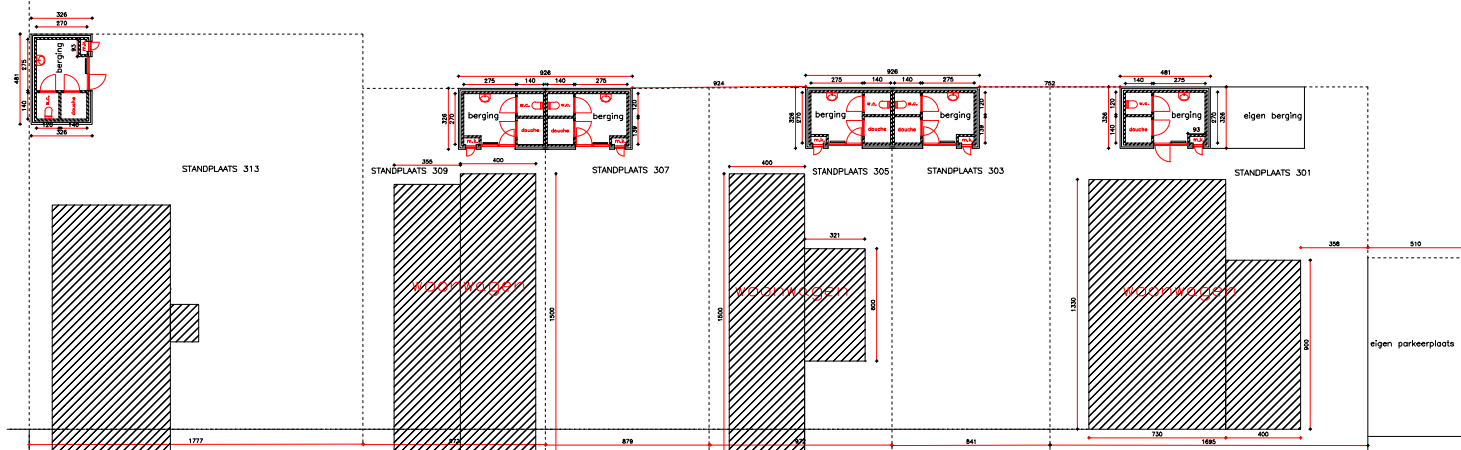 326
270
481
275
140
berging
93
m.k.
w.c.
douche
120
140
326
926
275
140
140
275
326
270
berging
w.c.
w.c.
berging
120
139
douche
douche
m.k.
m.k.
924
926
275
140
140
275
326
270
berging
w.c.
w.c.
berging
120
139
douche
douche
m.k.
m.k.
752
481
140
275
120
140
w.c.
berging
douche
93
m.k.
270
326
eigen berging
STANDPLAATS 313
STANDPLAATS 309
STANDPLAATS 307
STANDPLAATS 305
STANDPLAATS 303
STANDPLAATS 301
355
400
400
321
358
510
woonwagen
woonwagen
woonwagen
1500
1500
800
1330
900
eigen parkeerplaats
730
400
1777
972
879
972
841
1695